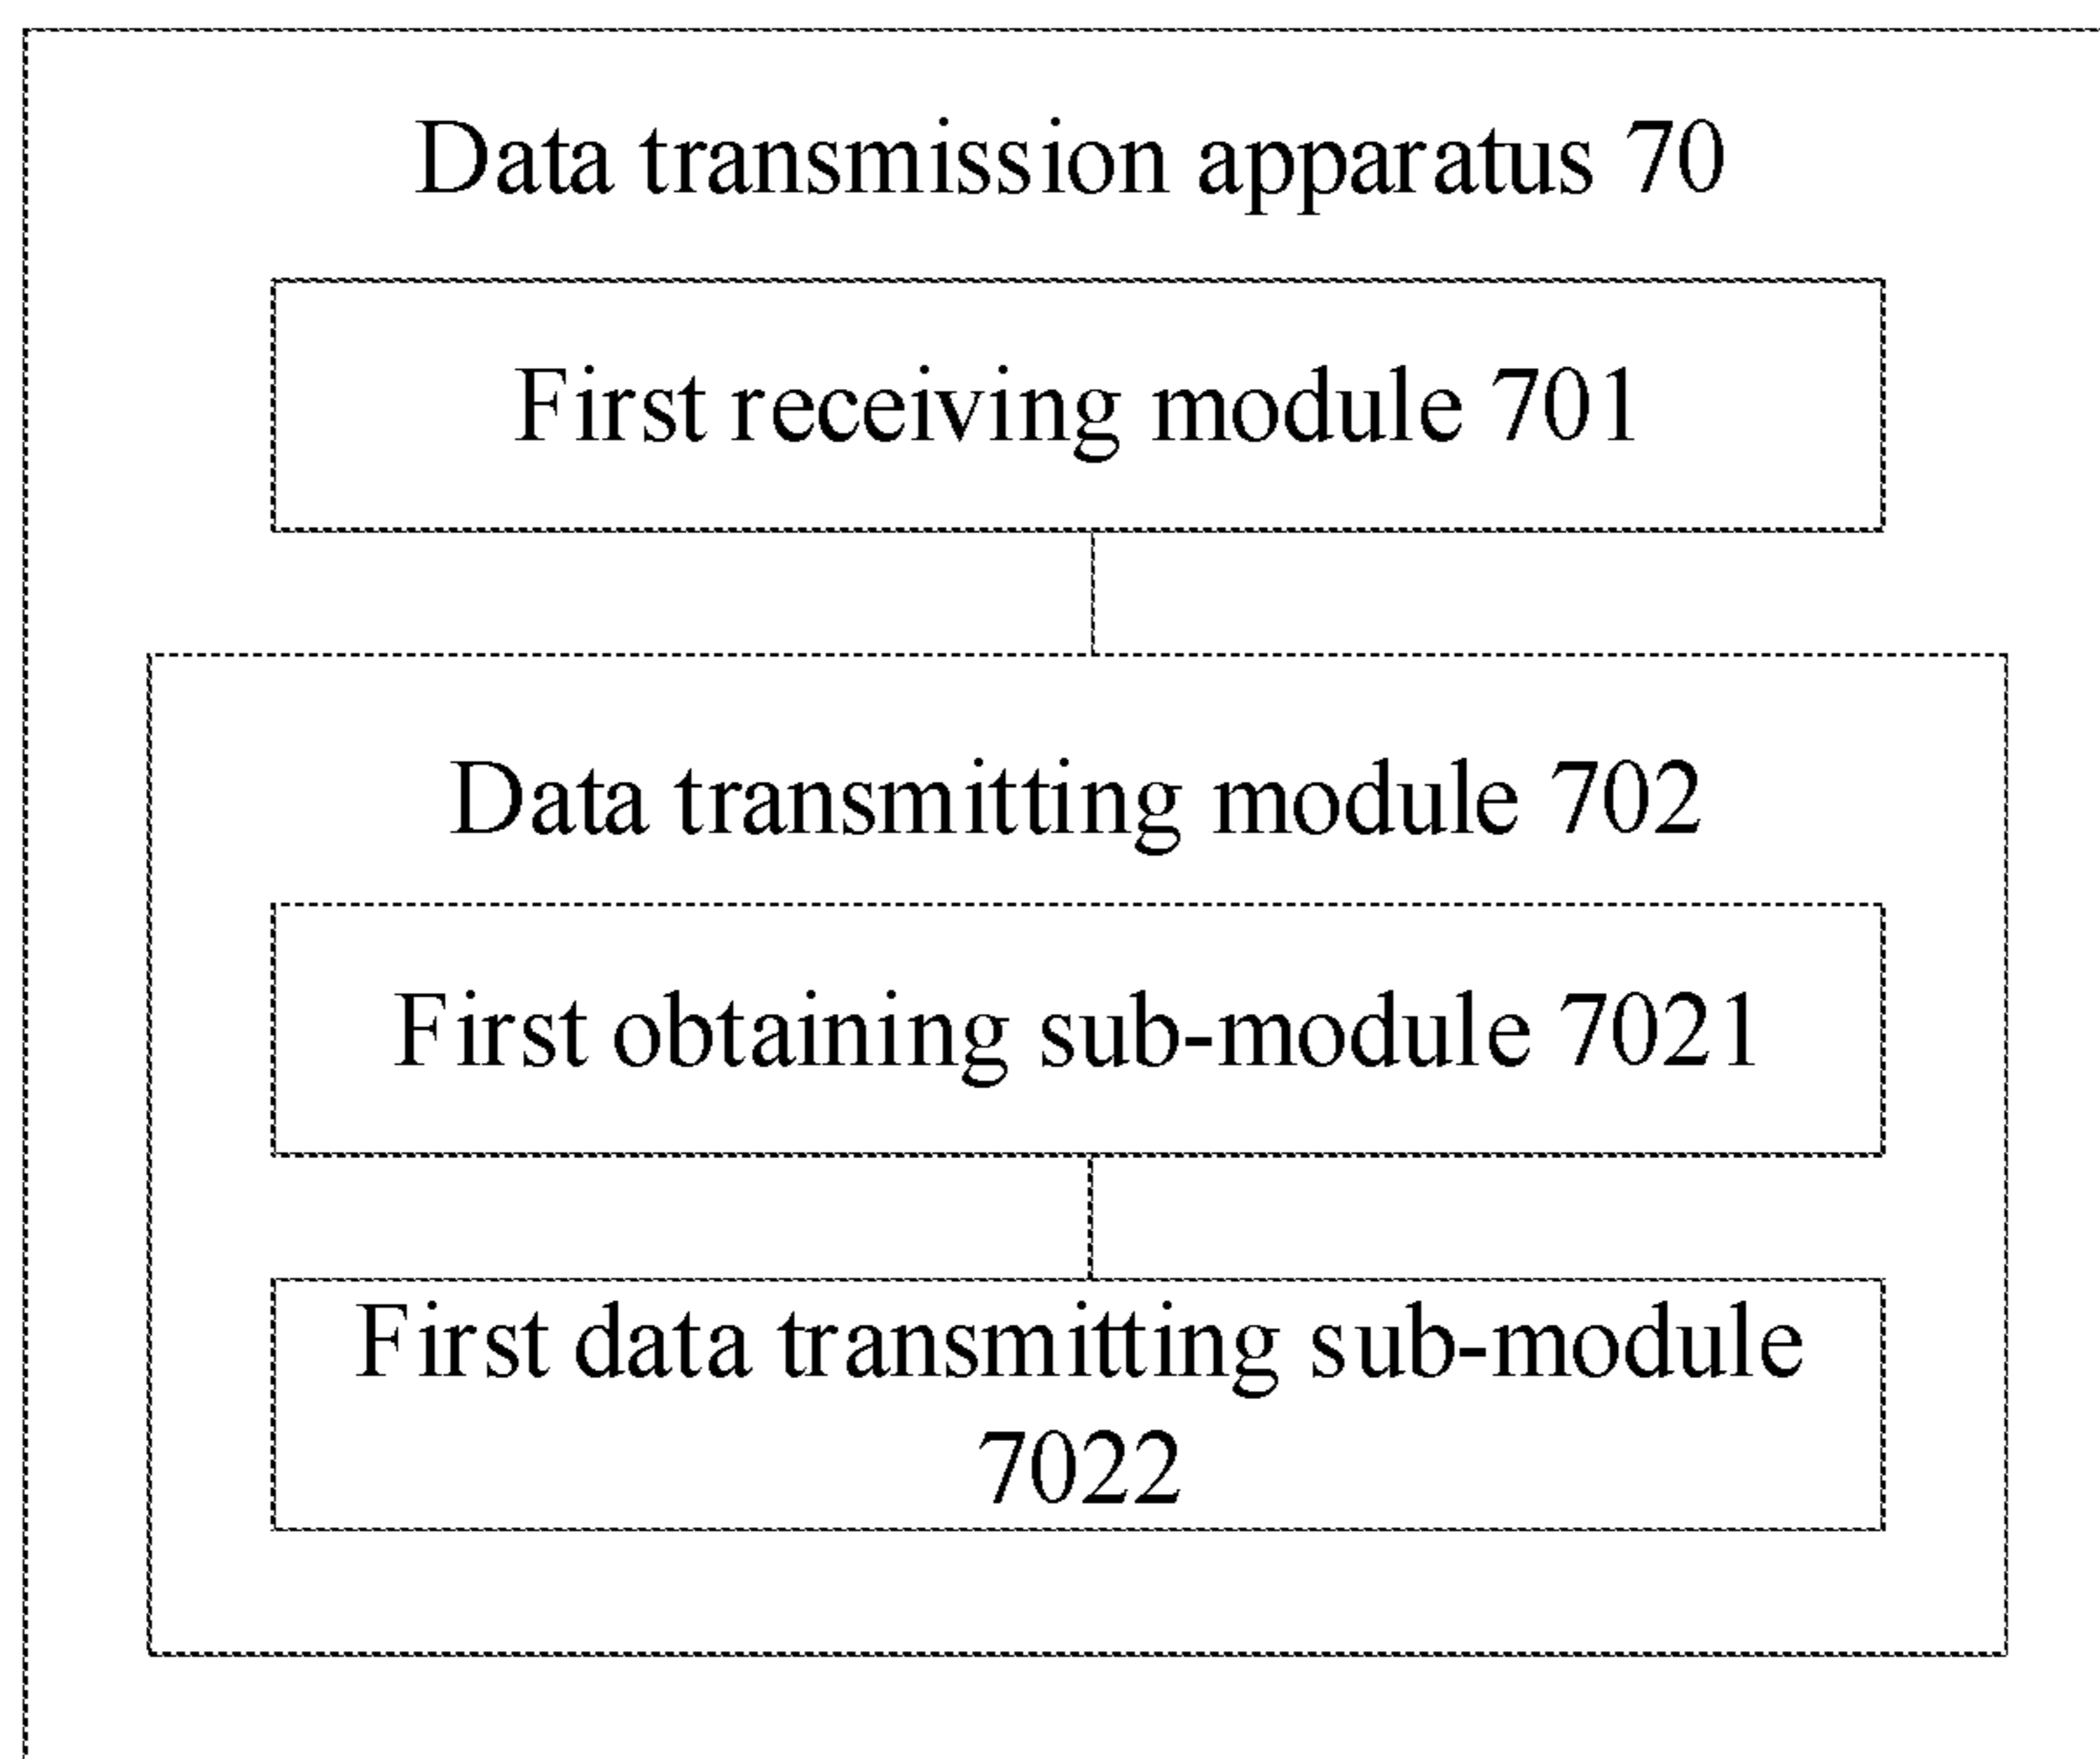 Data transmission apparatus 70
First receiving module 701
Data transmitting module 702
First obtaining sub-module 7021
First data transmitting sub-module
7022